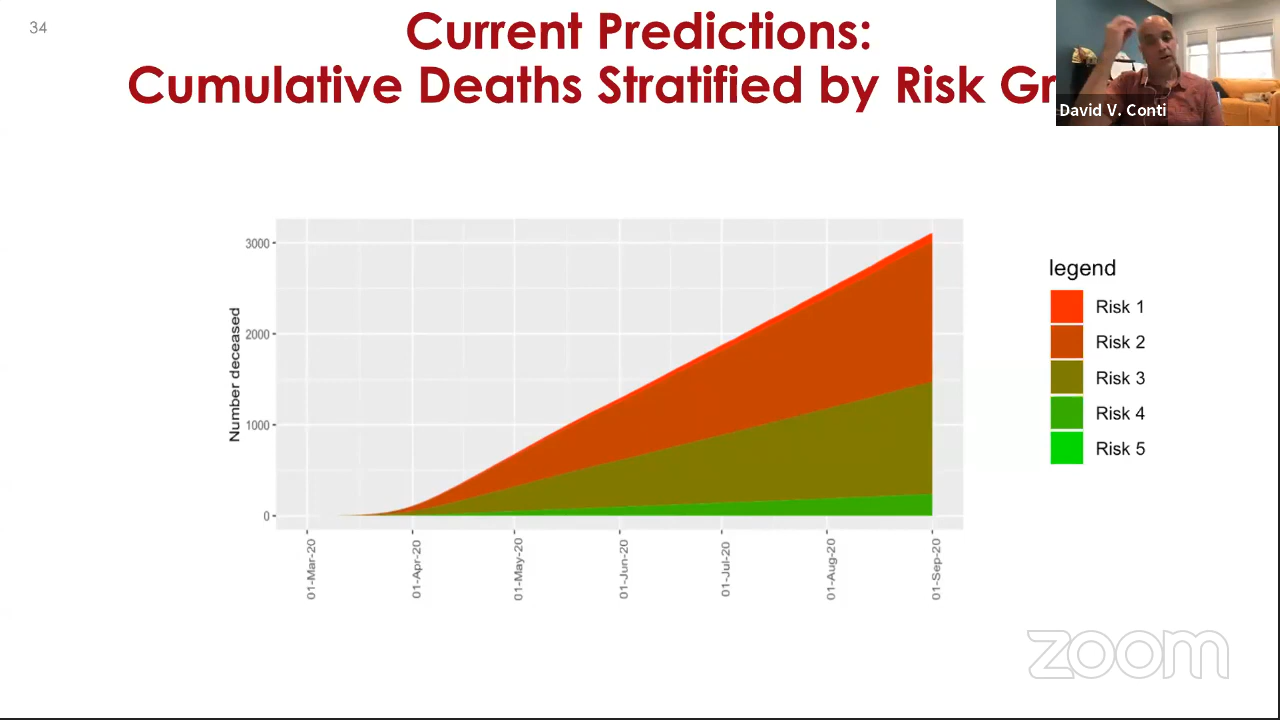 34
Current Predictions:
Cumulative Deaths Stratified by Risk Gr
David V. Conti
Number deceased
3000
2000
1000
0
01-Mar-20
01-Apr-20
01-May-20
01-Jun-20
01-Jul-20
01-Aug-20
01-Sep-20
legend
Risk 1
Risk 2
Risk 3
Risk 4
Risk 5
zoom